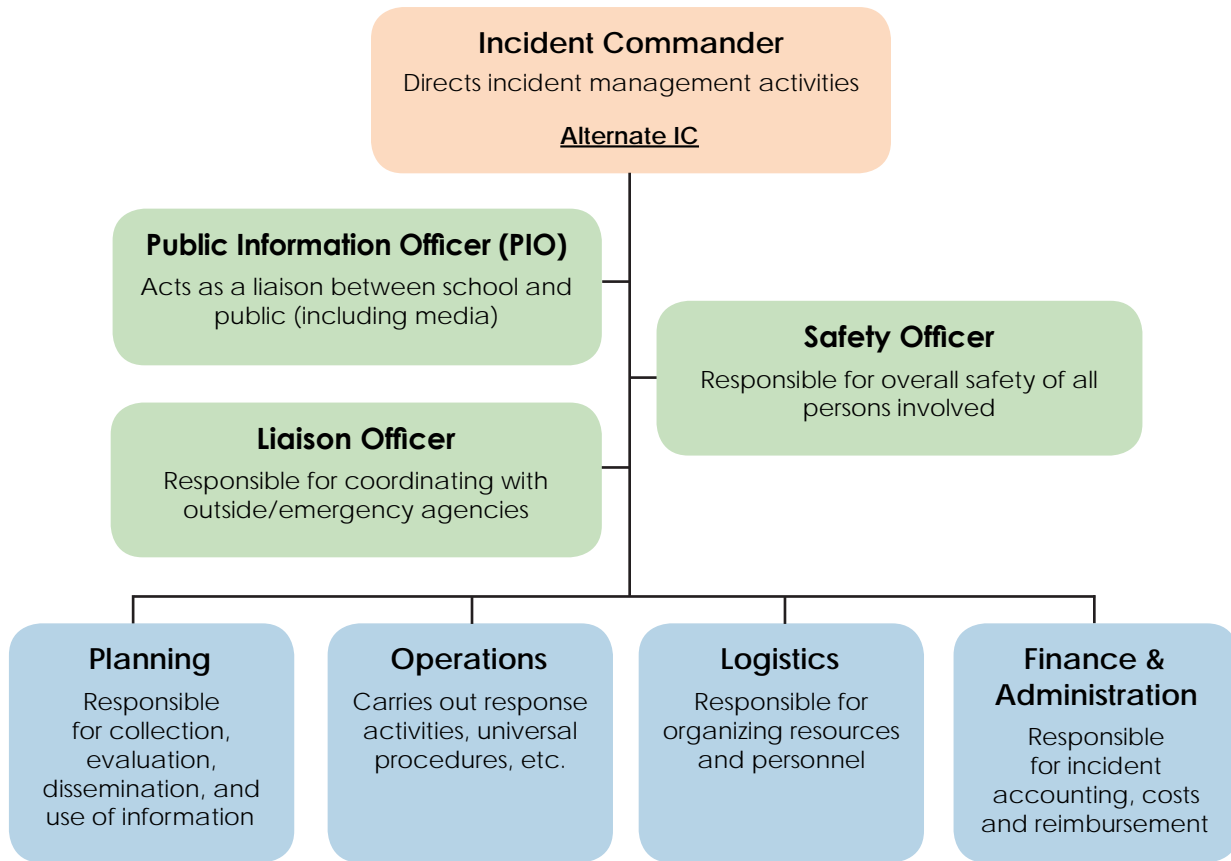 Incident Commander
Directs incident management activities
Alternate IC
Public Information Officer (PIO)
Acts as a liaison between school and
public (including media)
Safety Officer
Responsible for overall safety of all
persons involved
Liaison Officer
Responsible for coordinating with
outside/emergency agencies
Planning
Responsible
for collection,
evaluation,
dissemination, and
use of information
Operations
Carries out response
activities, universal
procedures, etc.
Logistics
Responsible for
organizing resources
and personnel
Finance &
Administration
Responsible
for incident
accounting, costs
and reimbursement